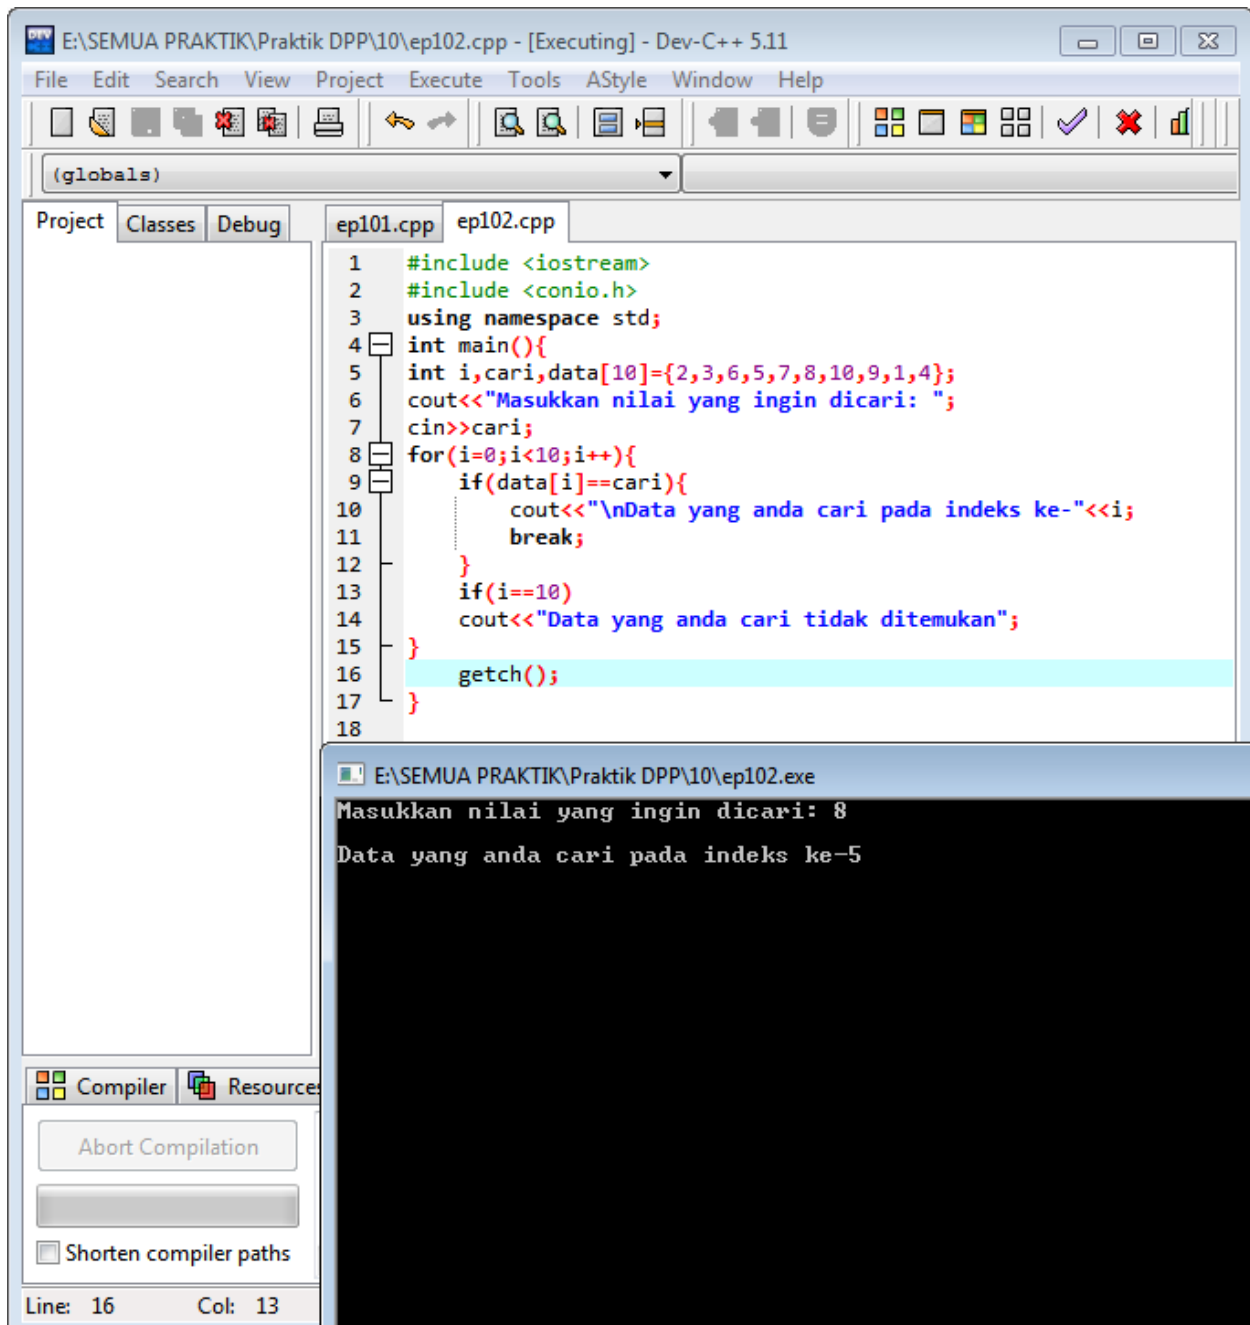 E:\SEMUA PRAKTIK\Praktik DPP\10\ep102.cpp - [Executing] - Dev-C++ 5.11
File Edit Search View Project Execute Tools AStyle Window Help
(globals)
Project Classes Debug ep101.cpp ep102.cpp
1 #include <iostream>
2 #include <conio.h>
3 using namespace std;
4 int main(){
5 int i,cari,data[10]={2,3,6,5,7,8,10,9,1,4};
6 cout<<"Masukkan nilai yang ingin dicari: ";
7 cin>>cari;
8 for(i=0;i<10;i++){
9 if(data[i]==cari){
10 cout<<"\nData yang anda cari pada indeks ke-"<<i;
11 break;
12 }
13 if(i==10)
14 cout<<"Data yang anda cari tidak ditemukan";
15 }
16 getch();
17 }
18
E:\SEMUA PRAKTIK\Praktik DPP\10\ep102.exe
Masukkan nilai yang ingin dicari: 8
Data yang anda cari pada indeks ke-5
Compiler Resources
Abort Compilation
Shorten compiler paths
Line: 16 Col: 13